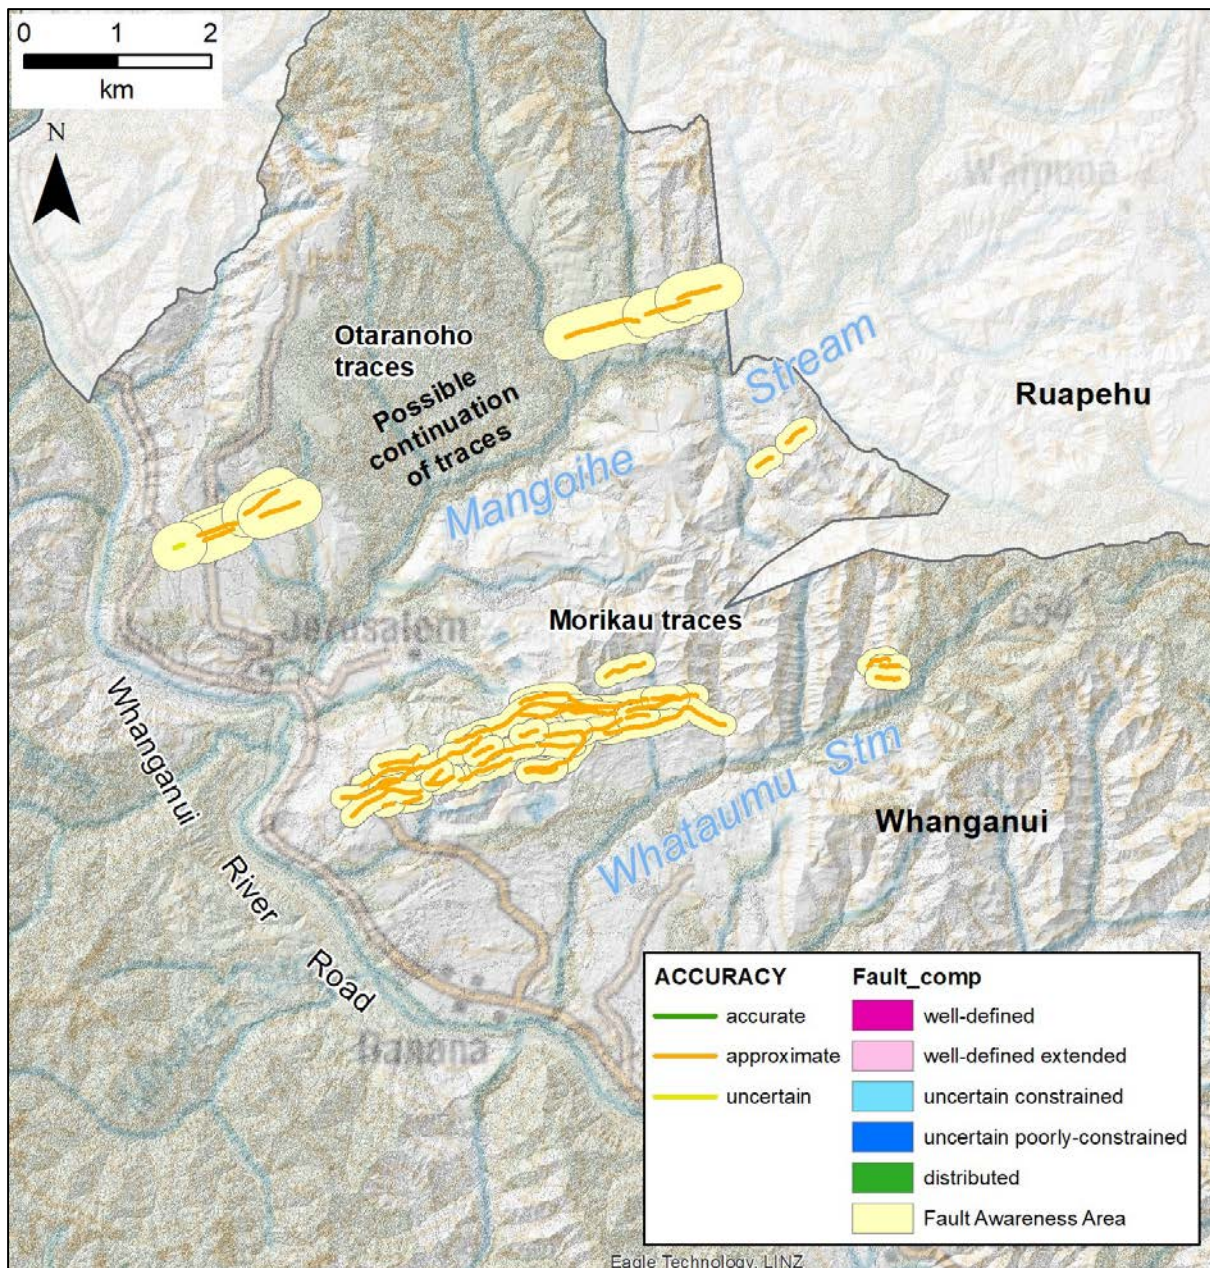 0 1 2
km
N
Waimuna
Otaranoho
traces
Possible
continuation
of traces
Stream
Ruapehu
Mangoihe
Jerusalem
Morikau traces
Whanganui
River
Road
Whataumu Stm
Whanganui
ACCURACY
accurate
approximate
uncertain
Fault_comp
well-defined
well-defined extended
uncertain constrained
uncertain poorly-constrained
distributed
Fault Awareness Area
Eagle Technology, LINZ